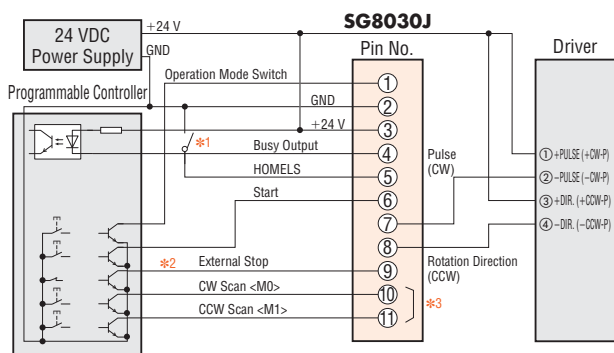 SG8030J
24 VDC
Power Supply
+24 V
GND
Pin No.
Driver
Programmable Controller
Operation Mode Switch
①
GND
②
+24 V
③
*1
Busy Output
④
HOMELS
⑤
Start
⑥
Pulse
(CW)
⑦
⑧
Rotation Direction
(CCW)
*2
External Stop
⑨
CW Scan <M0>
⑩
*3
CCW Scan <M1>
⑪
①+PULSE (+CW-P)
②−PULSE (−CW-P)
③+DIR. (+CCW-P)
④−DIR. (−CCW-P)